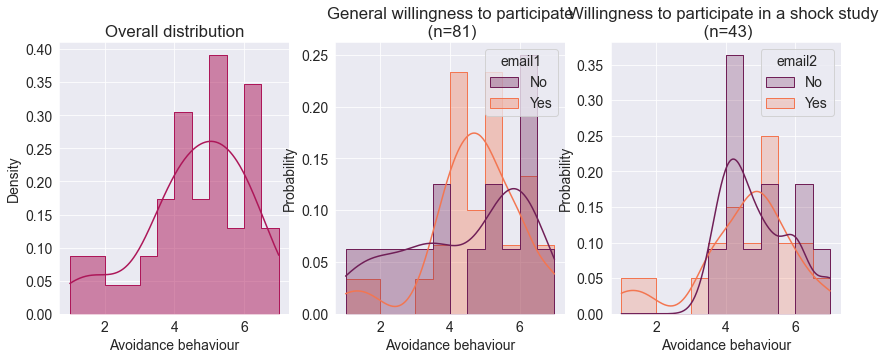 Overall distribution
General willingness to participate
(n=81)
Willingness to participate in a shock study
(n=43)
Density
0.40
0.35
0.30
0.25
0.20
0.15
0.10
0.05
0.00
2 4 6
Avoidance behaviour
Probability
0.25
0.20
0.15
0.10
0.05
0.00
email1
No
Yes
2 4 6
Avoidance behaviour
Probability
0.35
0.30
0.25
0.20
0.15
0.10
0.05
0.00
email2
No
Yes
2 4 6
Avoidance behaviour